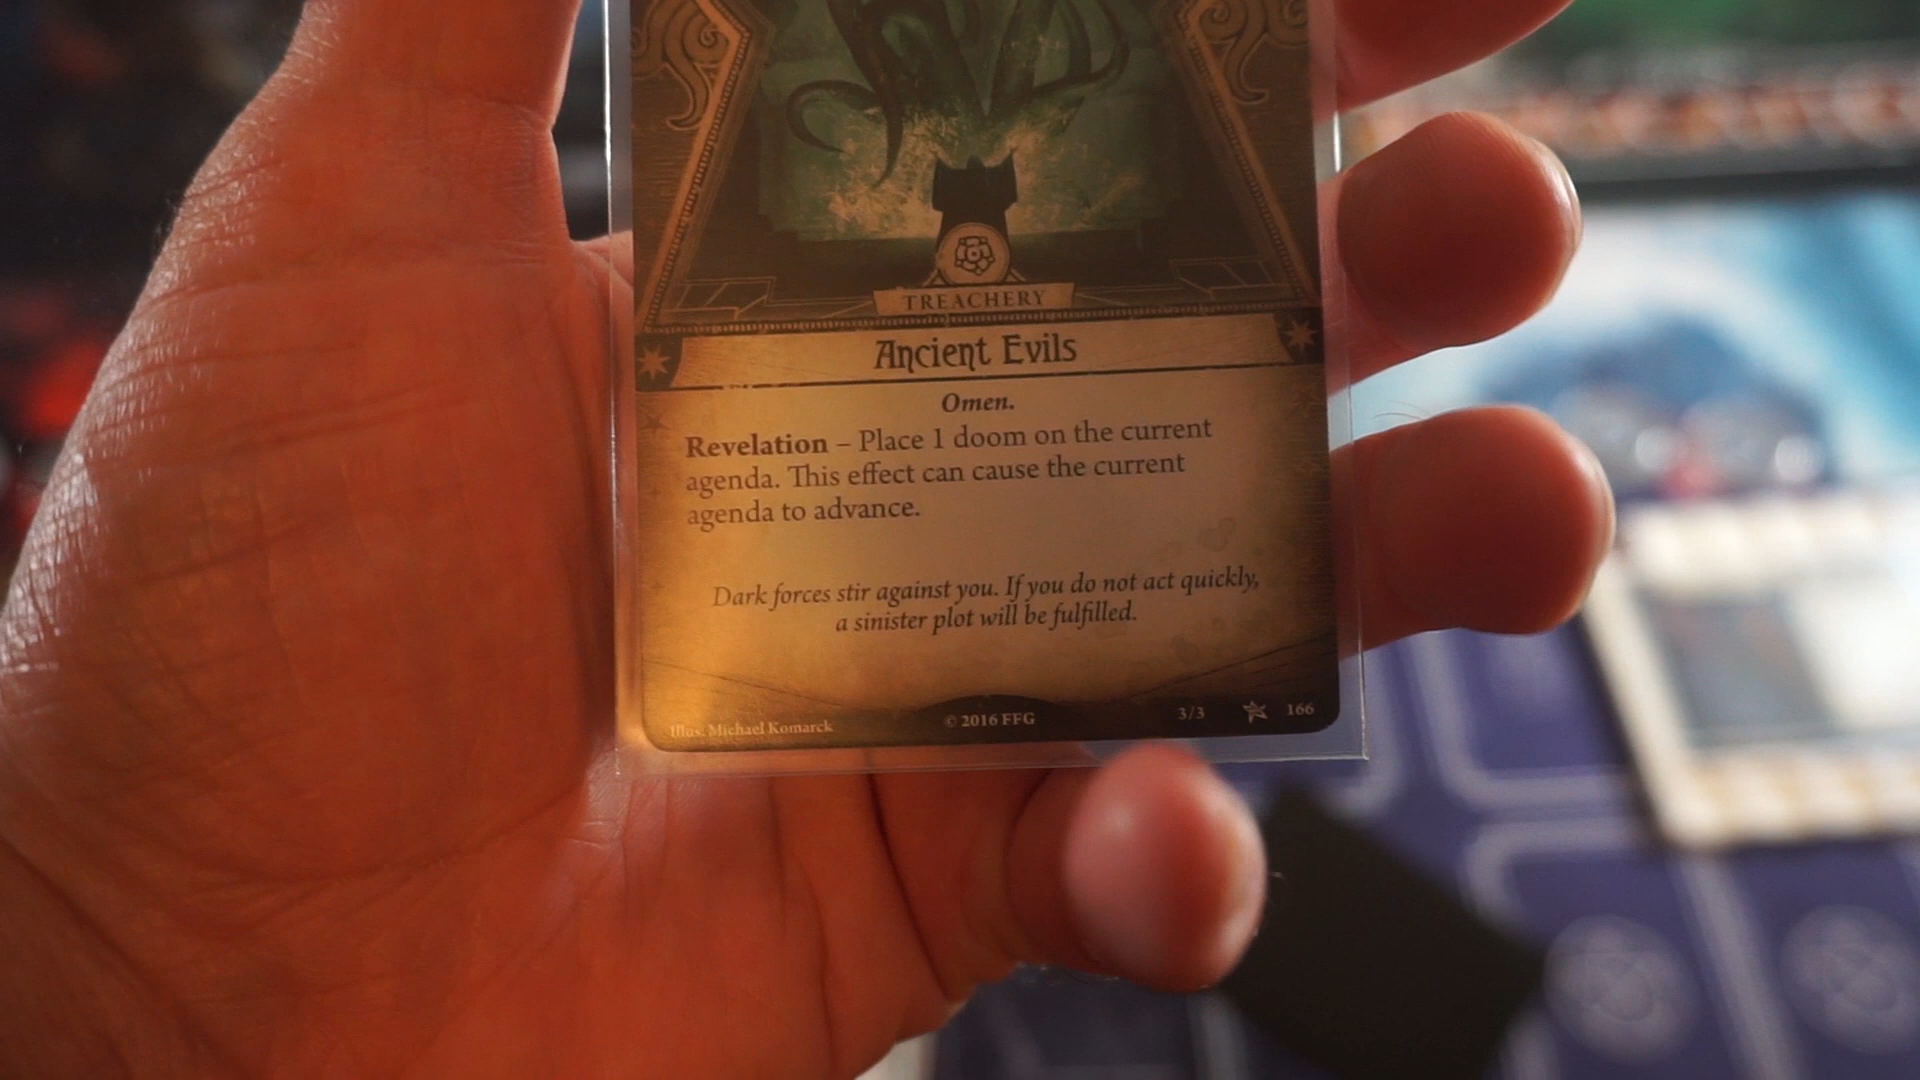 TREACHERY
Ancient Evils
Omen.
Revelation – Place 1 doom on the current
agenda. This effect can cause the current
agenda to advance.
Dark forces stir against you. If you do not act quickly,
a sinister plot will be fulfilled.
Illus. Michael Komarck © 2016 FFG 3/3 166